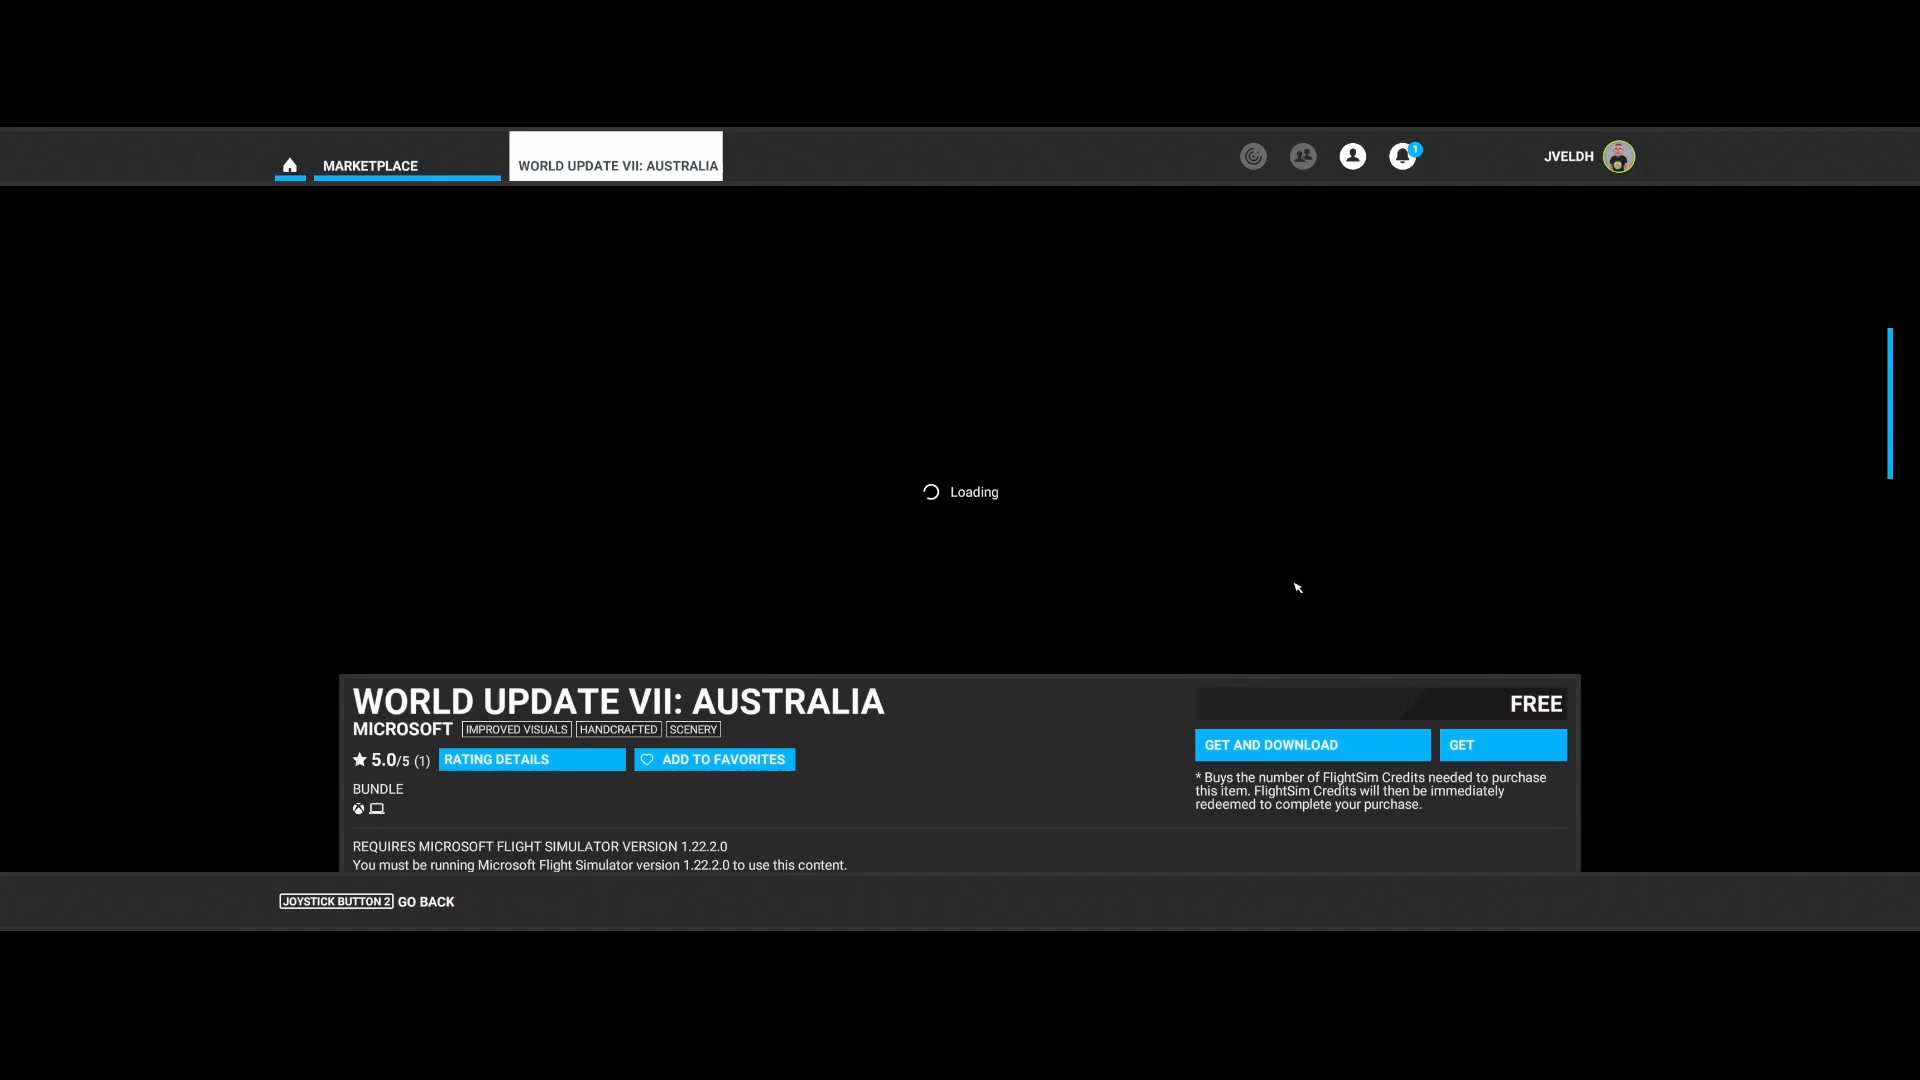 MARKETPLACE
WORLD UPDATE VII: AUSTRALIA
1
JVELDH
Loading
WORLD UPDATE VII: AUSTRALIA
MICROSOFT IMPROVED VISUALS HANDCRAFTED SCENERY
5.0/5 (1) RATING DETAILS ADD TO FAVORITES
BUNDLE
FREE
GET AND DOWNLOAD GET
* Buys the number of FlightSim Credits needed to purchase
this item. FlightSim Credits will then be immediately
redeemed to complete your purchase.
REQUIRES MICROSOFT FLIGHT SIMULATOR VERSION 1.22.2.0
You must be running Microsoft Flight Simulator version 1.22.2.0 to use this content.
JOYSTICK BUTTON 2 GO BACK